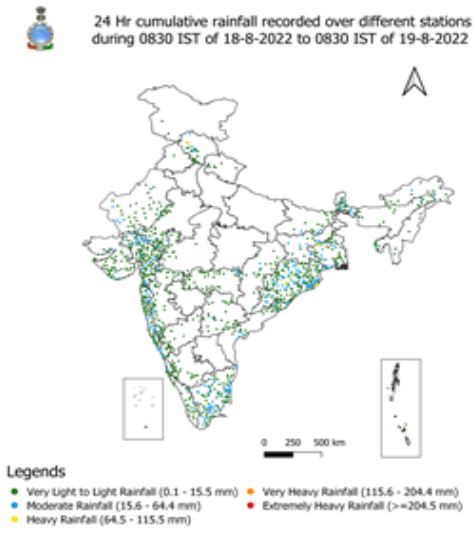 24 Hr cumulative rainfall recorded over different stations
during 0830 IST of 18-8-2022 to 0830 IST of 19-8-2022
0 250 500 km
Legends
Very Light to Light Rainfall (0.1 - 15.5 mm)
Moderate Rainfall (15.6 - 64.4 mm)
Heavy Rainfall (64.5 - 115.5 mm)
Very Heavy Rainfall (115.6 - 204.4 mm)
Extremely Heavy Rainfall (>=204.5 mm)